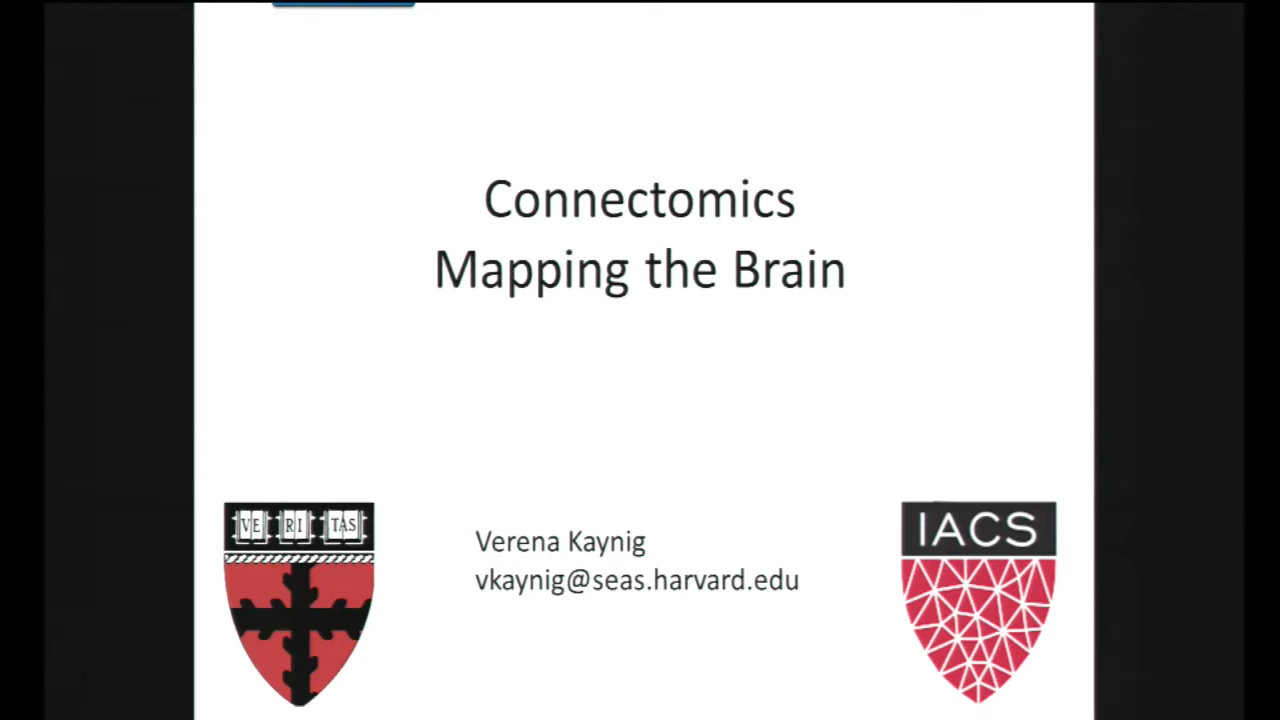 Connectomics
Mapping the Brain
VE RI TAS
Verena Kaynig
vkaynig@seas.harvard.edu
IACS